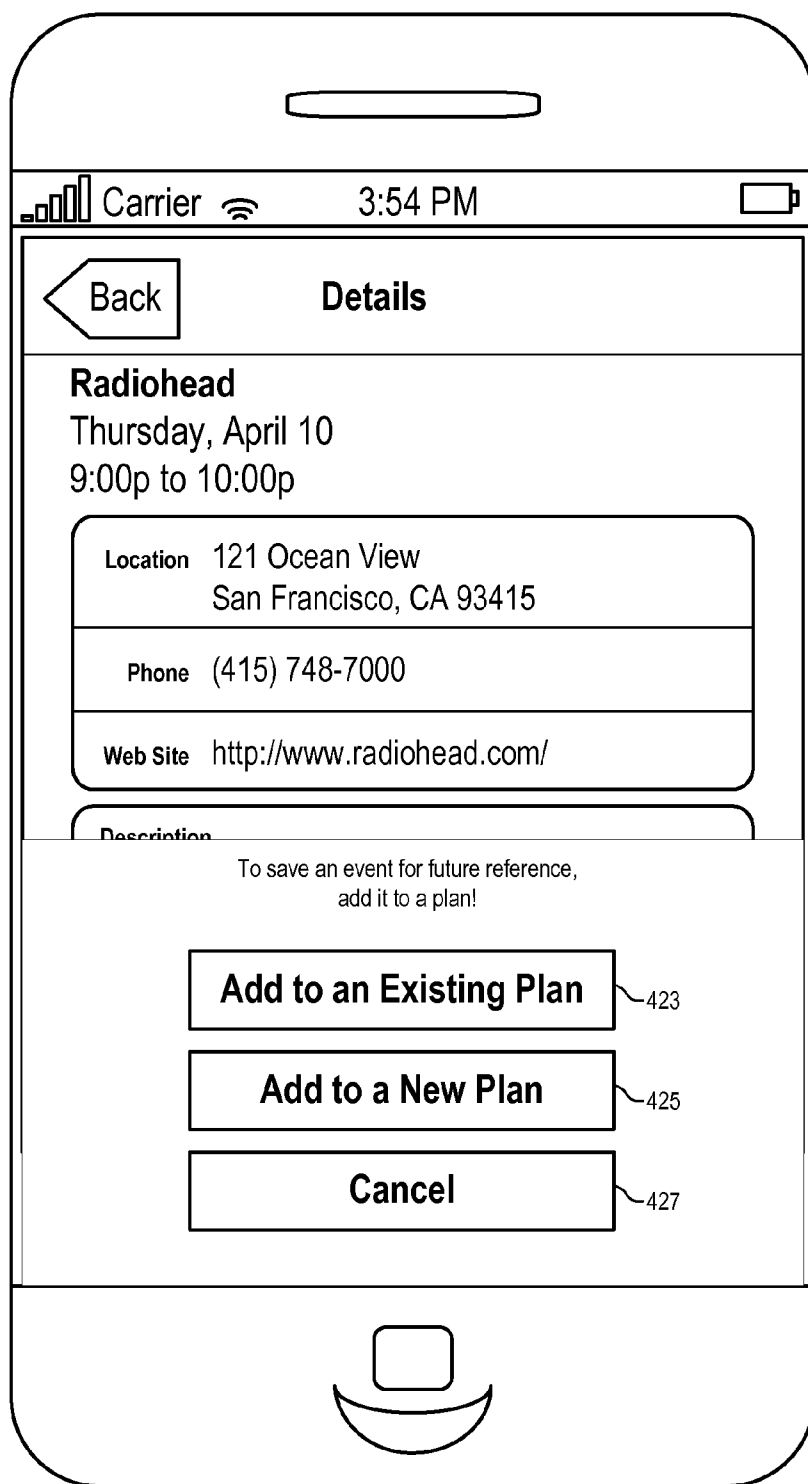 Carrier 3:54 PM
Back Details
Radiohead
Thursday, April 10
9:00p to 10:00p
Location 121 Ocean View
San Francisco, CA 93415
Phone (415) 748-7000
Web Site http://www.radiohead.com/
Description
To save an event for future reference,
add it to a plan!
Add to an Existing Plan 423
Add to a New Plan 425
Cancel 427